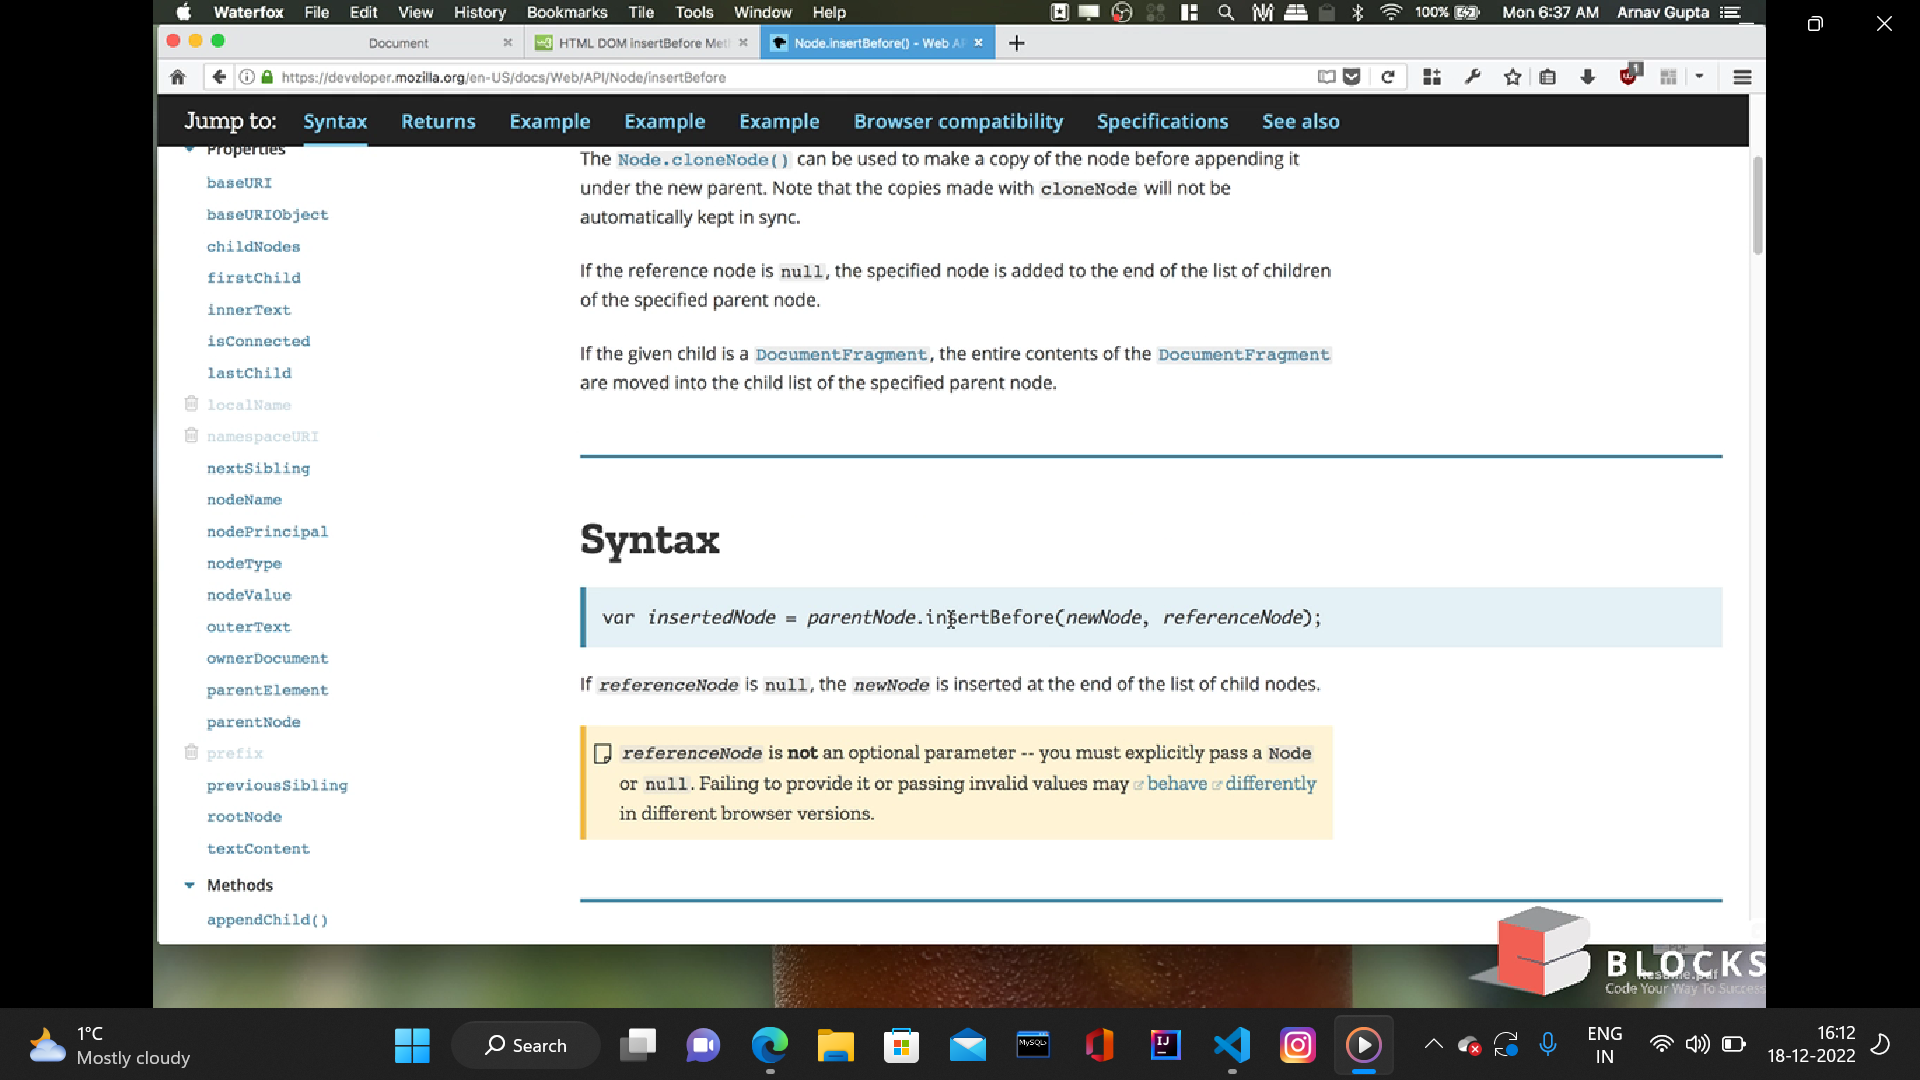 Waterfox File Edit View History Bookmarks Tile Tools Window Help 100% Mon 6:37 AM Arnav Gupta
Document HTML DOM insertBefore Met Node.insertBefore() - Web A
https://developer.mozilla.org/en-US/docs/Web/API/Node/insertBefore 1
Jump to: Syntax Returns Example Example Example Browser compatibility Specifications See also
Properties
baseURI
baseURIObject
childNodes
firstChild
innerText
isConnected
lastChild
localName
namespaceURI
nextSibling
nodeName
nodePrincipal
nodeType
nodeValue
outerText
ownerDocument
parentElement
parentNode
prefix
previousSibling
rootNode
textContent
Methods
appendChild()
The Node.cloneNode() can be used to make a copy of the node before appending it
under the new parent. Note that the copies made with cloneNode will not be
automatically kept in sync.
If the reference node is null, the specified node is added to the end of the list of children
of the specified parent node.
If the given child is a DocumentFragment, the entire contents of the DocumentFragment
are moved into the child list of the specified parent node.
Syntax
var insertedNode = parentNode.insertBefore(newNode, referenceNode);
If referenceNode is null, the newNode is inserted at the end of the list of child nodes.
referenceNode is not an optional parameter -- you must explicitly pass a Node
or null. Failing to provide it or passing invalid values may behave differently
in different browser versions.
BLOCKS
Resume.pdf
Code Your Way To Success
1°C
Mostly cloudy
Search
MySQL
IJ
ENG
IN
16:12
18-12-2022